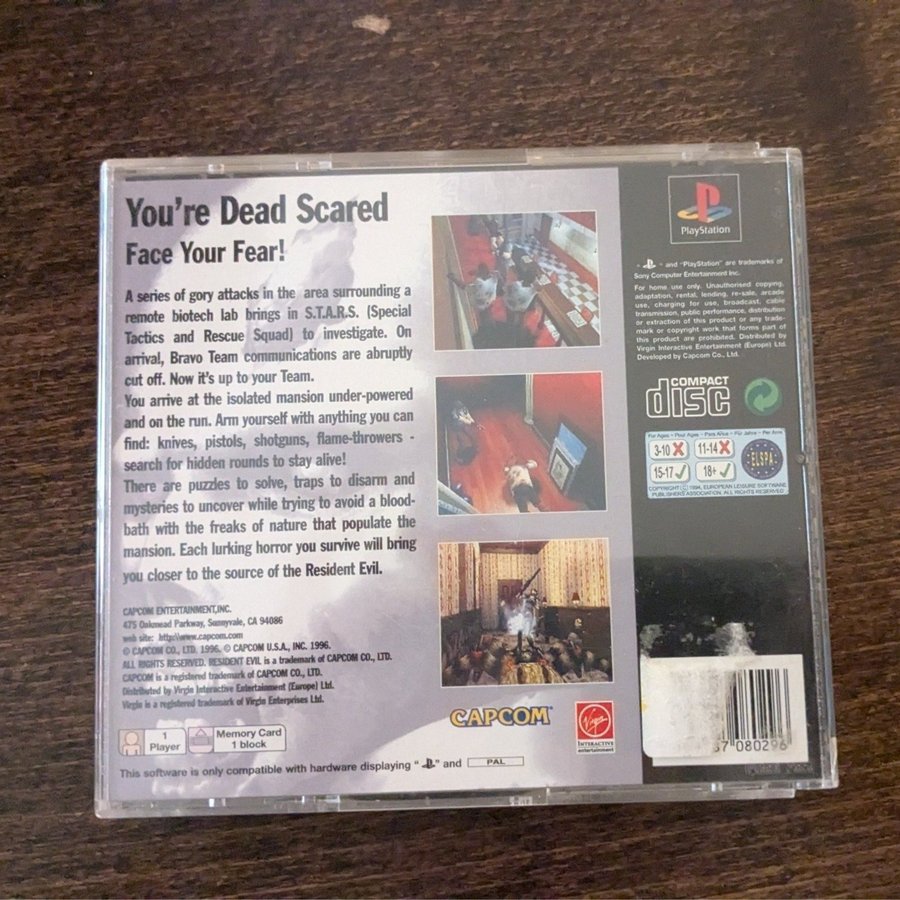 You're Dead Scared
Face Your Fear!
A series of gory attacks in the area surrounding a
remote biotech lab brings in S.T.A.R.S. (Special
Tactics and Rescue Squad) to investigate. On
arrival, Bravo Team communications are abruptly
cut off. Now it's up to your Team.
You arrive at the isolated mansion under-powered
and on the run. Arm yourself with anything you can
find: knives, pistols, shotguns, flame-throwers -
search for hidden rounds to stay alive!
There are puzzles to solve, traps to disarm and
mysteries to uncover while trying to avoid a blood-
bath with the freaks of nature that populate the
mansion. Each lurking horror you survive will bring
you closer to the source of the Resident Evil.
CAPCOM ENTERTAINMENT,INC.
475 Oakmead Parkway, Sunnyvale, CA 94086
web site: http://www.capcom.com
© CAPCOM CO., LTD. 1996. © CAPCOM U.S.A., INC. 1996.
ALL RIGHTS RESERVED. RESIDENT EVIL is a trademark of CAPCOM CO., LTD.
CAPCOM is a registered trademark of CAPCOM CO., LTD.
Distributed by Virgin Interactive Entertainment (Europe) Ltd.
Virgin is a registered trademark of Virgin Enterprises Ltd.
1
Player
Memory Card
1 block
CAPCOM
Virgin
INTERACTIVE
entertainment
This software is only compatible with hardware displaying " " and PAL
PlayStation
" " and "PlayStation" are trademarks of
Sony Computer Entertainment Inc.
For home use only. Unauthorised copying,
adaptation, rental, lending, re-sale, arcade
use, charging for use, broadcast, cable
transmission, public performance, distribution
or extraction of this product or any trade-
mark or copyright work that forms part of
this product are prohibited. Distributed by
Virgin Interactive Entertainment (Europe) Ltd.
Developed by Capcom Co., Ltd.
COMPACT
disc
For Ages - Pour Ages - Para Años - Für Jahre - Per Anni
3-10 11-14
15-17 18+
ELSPA
COPYRIGHT © 1994, EUROPEAN LEISURE SOFTWARE
PUBLISHERS ASSOCIATION. ALL RIGHTS RESERVED
7 080296